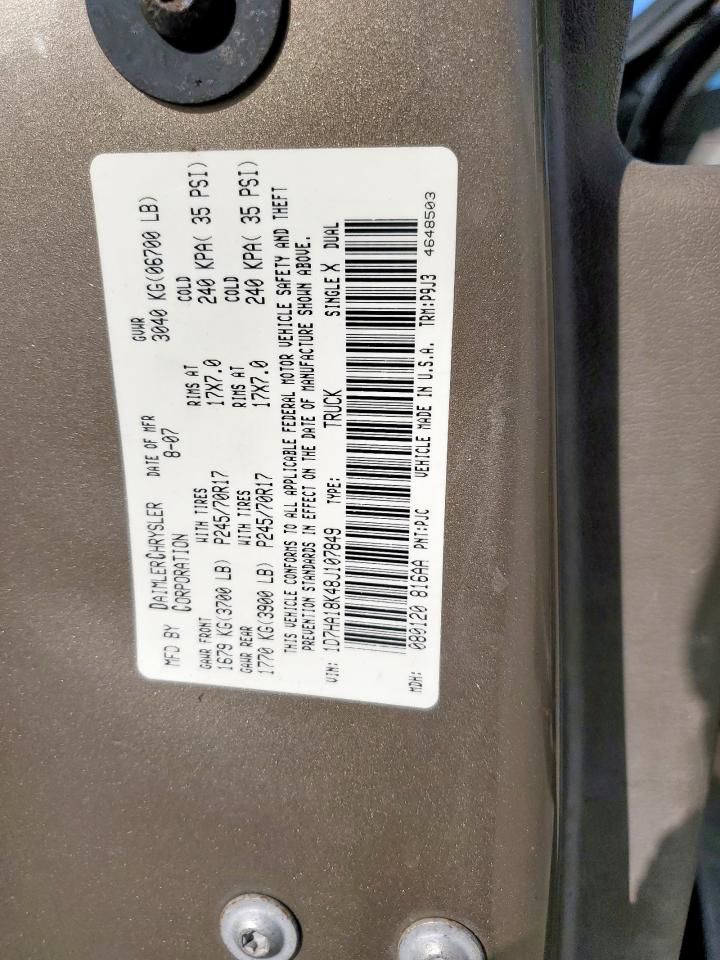 MFD BY DAIMLERCHRYSLER CORPORATION DATE OF MFR 8-07 GVWR 3040 KG(06700 LB)
GAWR FRONT WITH TIRES RIMS AT COLD
1679 KG(3700 LB) P245/70R17 17X7.0 240 KPA( 35 PSI)
GAWR REAR WITH TIRES RIMS AT COLD
1770 KG(3900 LB) P245/70R17 17X7.0 240 KPA( 35 PSI)
THIS VEHICLE CONFORMS TO ALL APPLICABLE FEDERAL MOTOR VEHICLE SAFETY AND THEFT
PREVENTION STANDARDS IN EFFECT ON THE DATE OF MANUFACTURE SHOWN ABOVE.
VIN: 1D7HA18K48J107849 TYPE: TRUCK SINGLE X DUAL
MDH: 080120 816AA PNT:PJC VEHICLE MADE IN U.S.A. TRM:P9J3 4648503